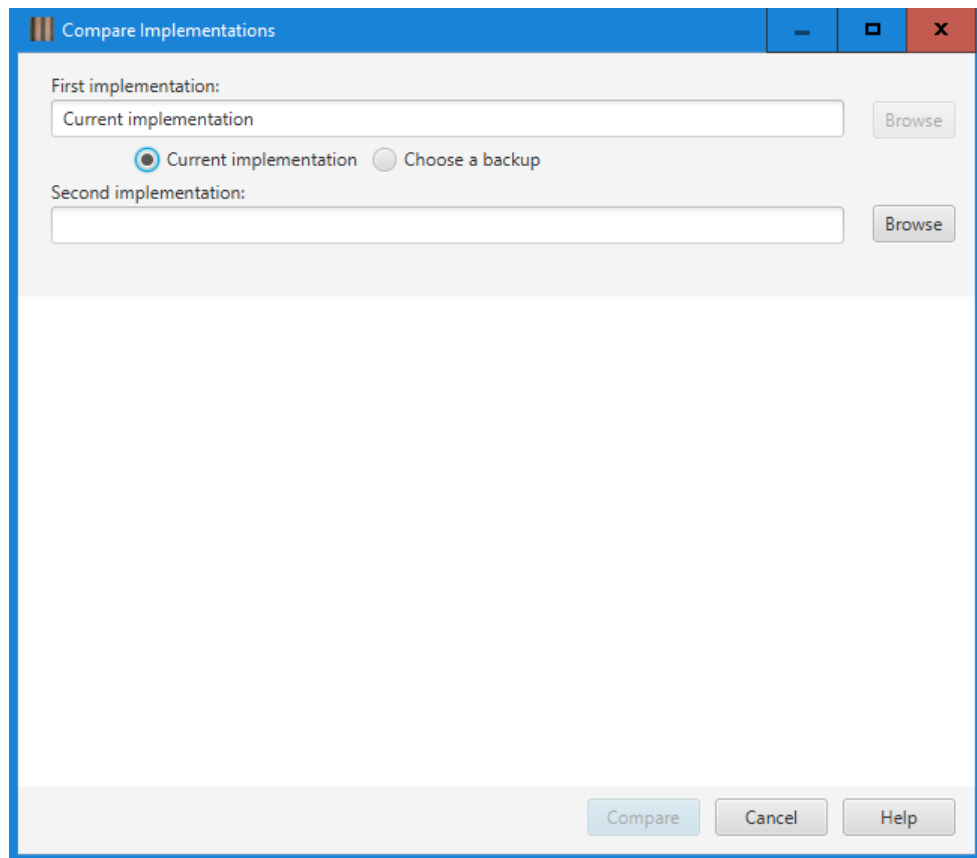 Compare Implementations
First implementation:
Current implementation
Browse
Current implementation Choose a backup
Second implementation:
Browse
Compare Cancel Help